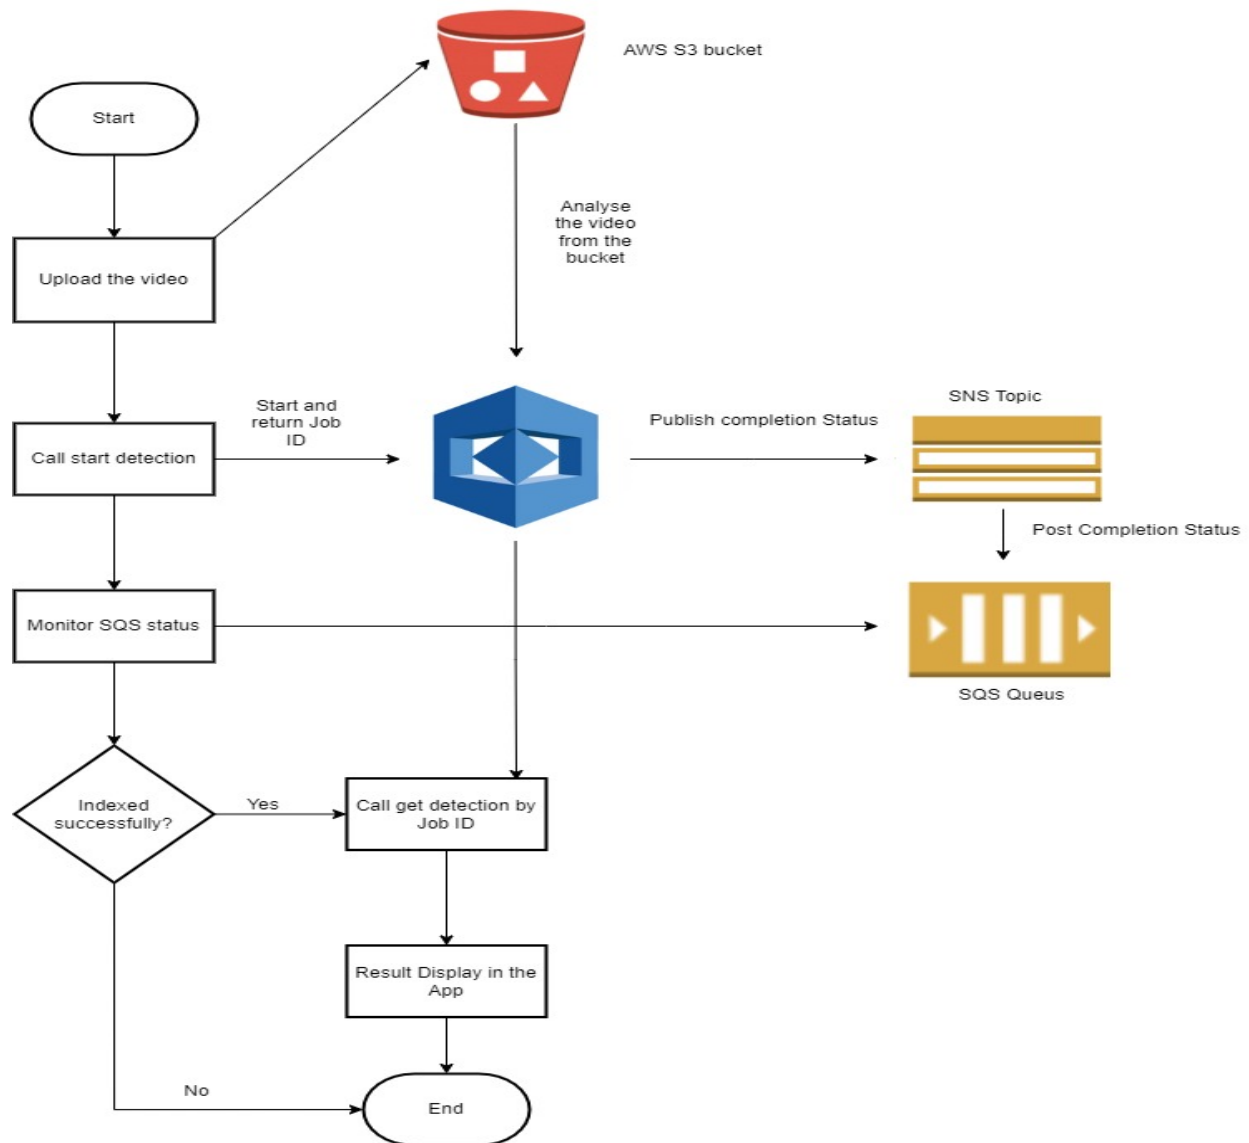 AWS S3 bucket
Start
Analyse
the video
from the
bucket
Upload the video
Start and
return Job
ID
Call start detection
Publish completion Status
SNS Topic
Post Completion Status
Monitor SQS status
SQS Queus
Indexed
successfully?
Yes
Call get detection by
Job ID
Result Display in the
App
No
End